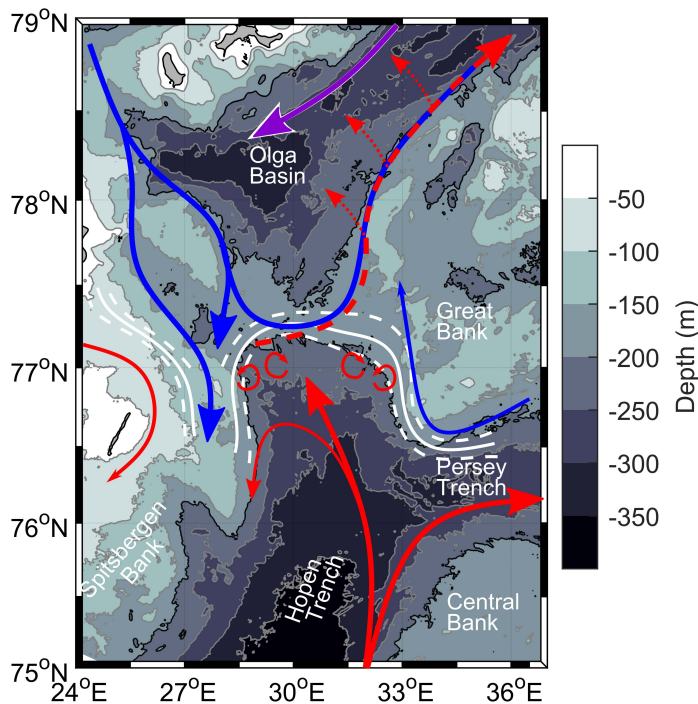 79°N
78°N
77°N
76°N
75°N
24°E
27°E
30°E
33°E
36°E
Olga
Basin
Great
Bank
Persey
Trench
Spitsbergen
Bank
Hopen
Trench
Central
Bank
-50
-100
-150
-200
-250
-300
-350
Depth (m)